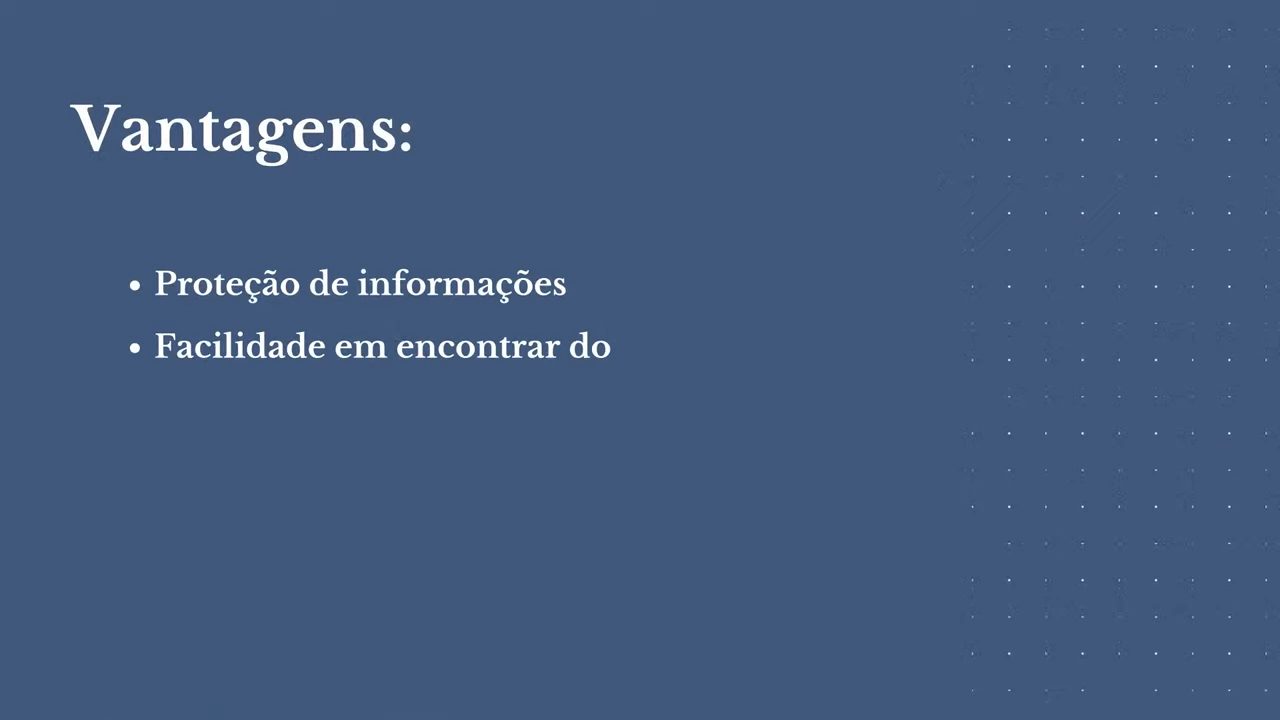 Vantagens:
• Proteção de informações
• Facilidade em encontrar do